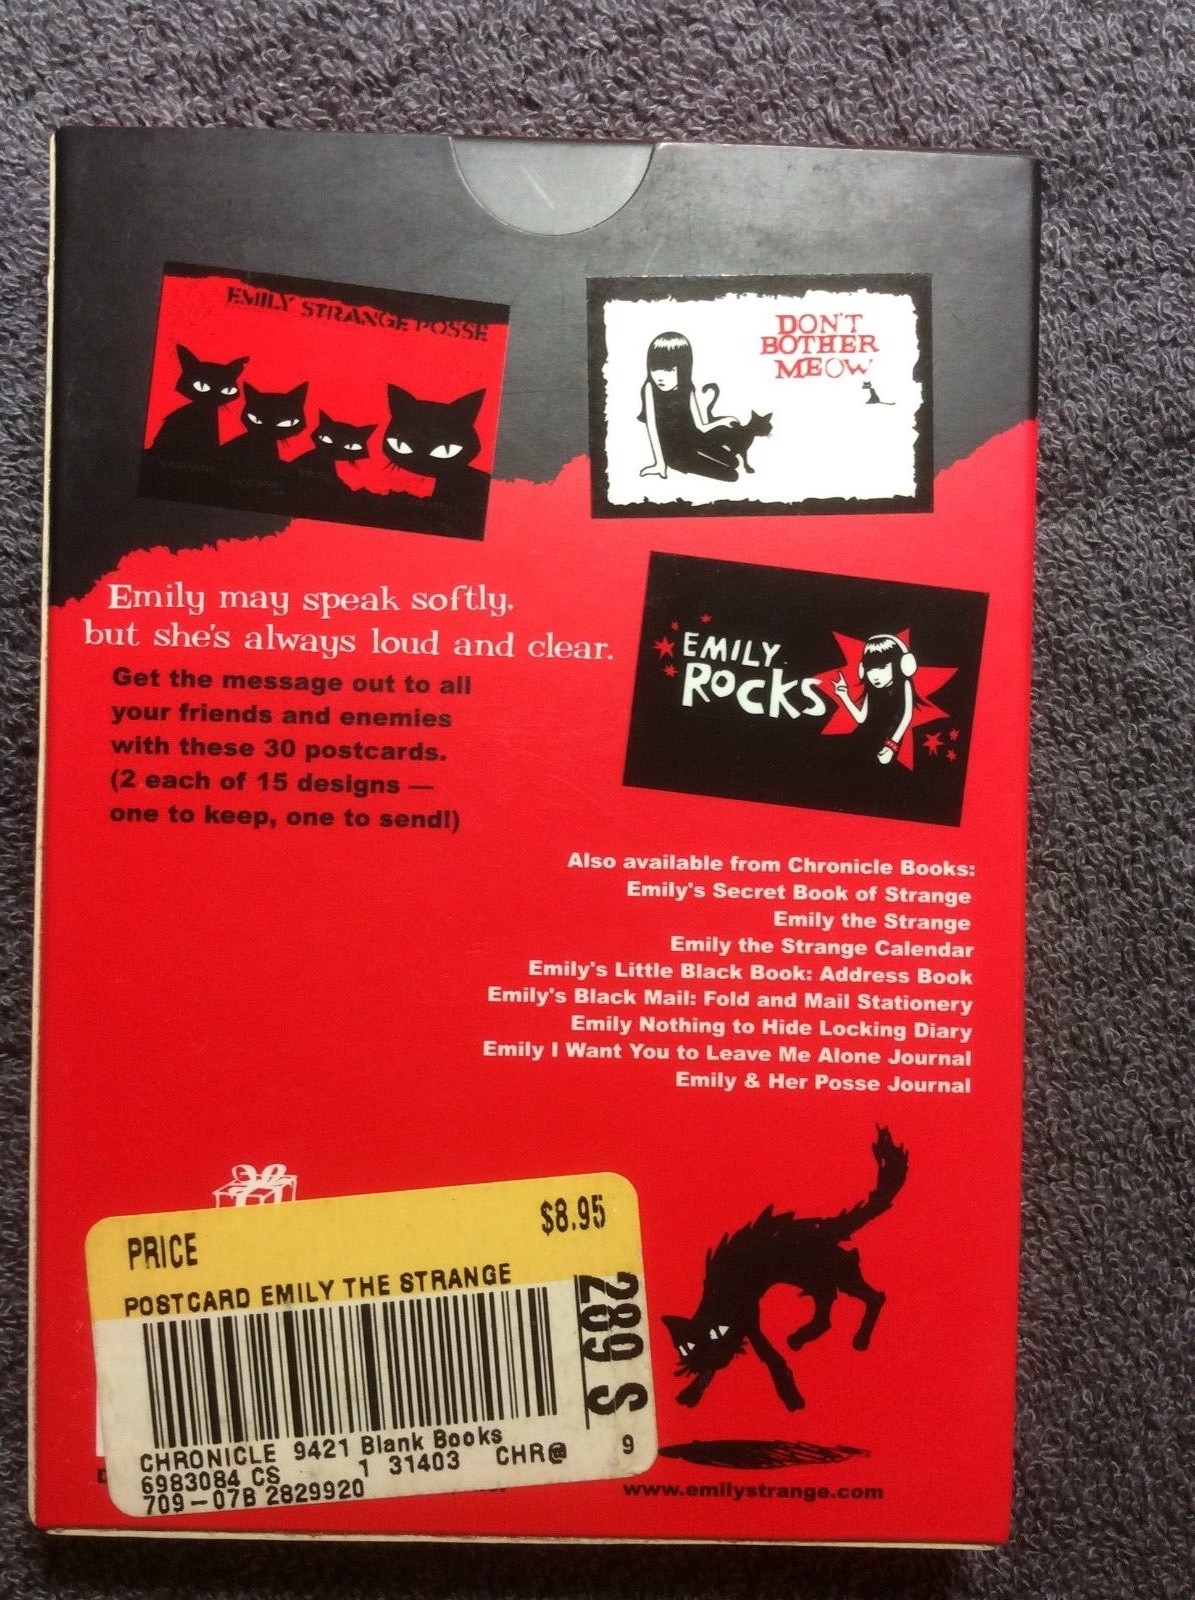 EMILY STRANGE POSSE
DON'T
BOTHER
MEOW
EMILY
ROCKS
Emily may speak softly.
but she's always loud and clear.
Get the message out to all
your friends and enemies
with these 30 postcards.
(2 each of 15 designs —
one to keep, one to send!)
Also available from Chronicle Books:
Emily's Secret Book of Strange
Emily the Strange
Emily the Strange Calendar
Emily's Little Black Book: Address Book
Emily's Black Mail: Fold and Mail Stationery
Emily Nothing to Hide Locking Diary
Emily I Want You to Leave Me Alone Journal
Emily & Her Posse Journal
PRICE $8.95
POSTCARD EMILY THE STRANGE
289 S
CHRONICLE 9421 Blank Books 9
6983084 CS 1 31403 CHR@
709-07B 2829920
www.emilystrange.com